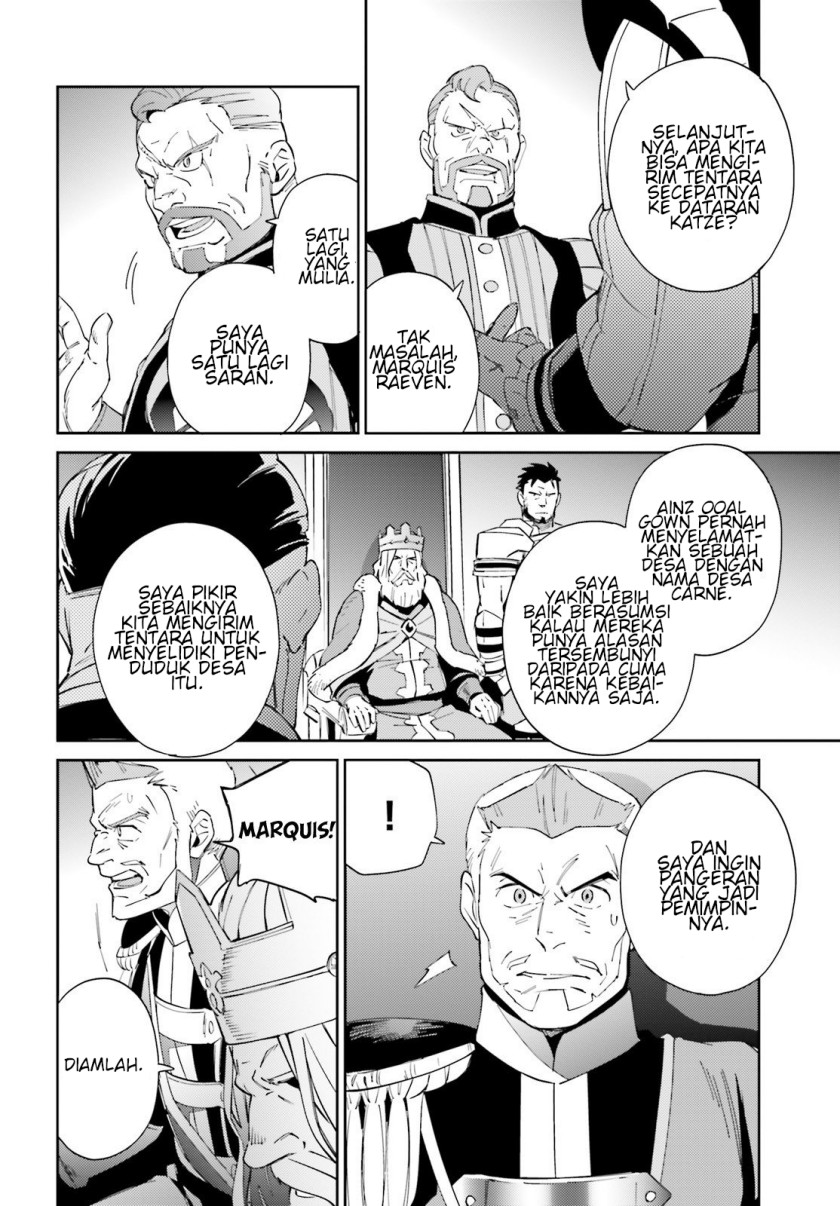 SELANJUT-
NYA, APA KITA
BISA MENGI-
RIM TENTARA
SECEPATNYA
KE DATARAN
KATZE?
TAK
MASALAH,
MARQUIS
RAEVEN.
SATU
LAGI,
YANG
MULIA.
SAYA
PUNYA
SATU LAGI
SARAN.
AINZ OOAL
GOWN PERNAH
MENYELAMAT-
KAN SEBUAH
DESA DENGAN
NAMA DESA
CARNE.
SAYA
YAKIN LEBIH
BAIK BERASUMSI
KALAU MEREKA
PUNYA ALASAN
TERSEMBUNYI
DARIPADA CUMA
KARENA KEBAI-
KANNYA SAJA.
SAYA PIKIR
SEBAIKNYA
KITA MENGIRIM
TENTARA UNTUK
MENYELIDIKI PEN-
DUDUK DESA
ITU.
DAN
SAYA INGIN
PANGERAN
YANG JADI
PEMIMPIN-
NYA.
!
MARQUIS!
DIAMLAH.